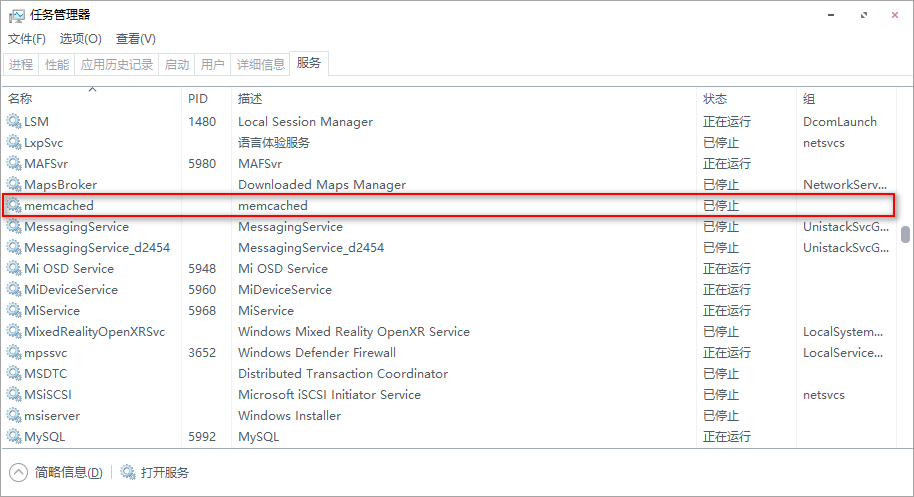 任务管理器
文件(F) 选项(O) 查看(V)
进程 性能 应用历史记录 启动 用户 详细信息 服务
名称 PID 描述 状态 组
LSM 1480 Local Session Manager 正在运行 DcomLaunch
LxpSvc 语言体验服务 已停止 netsvcs
MAFSvr 5980 MAFSvr 正在运行
MapsBroker Downloaded Maps Manager 已停止 NetworkServ...
memcached memcached 已停止
MessagingService MessagingService 已停止 UnistackSvcG...
MessagingService_d2454 MessagingService_d2454 已停止 UnistackSvcG...
Mi OSD Service 5948 Mi OSD Service 正在运行
MiDeviceService 5960 MiDeviceService 正在运行
MiService 5968 MiService 正在运行
MixedRealityOpenXRSvc Windows Mixed Reality OpenXR Service 已停止 LocalSystem...
mpssvc 3652 Windows Defender Firewall 正在运行 LocalService...
MSDTC Distributed Transaction Coordinator 已停止
MSiSCSI Microsoft iSCSI Initiator Service 已停止 netsvcs
msiserver Windows Installer 已停止
MySQL 5992 MySQL 正在运行
简略信息(D) 打开服务